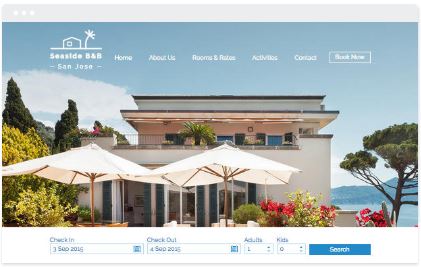 Seaside B&B
San Jose
Home About Us Rooms & Rates Activities Contact Book Now
Check In Check Out Adults Kids
3 Sep 2015 4 Sep 2015 1 0 Search